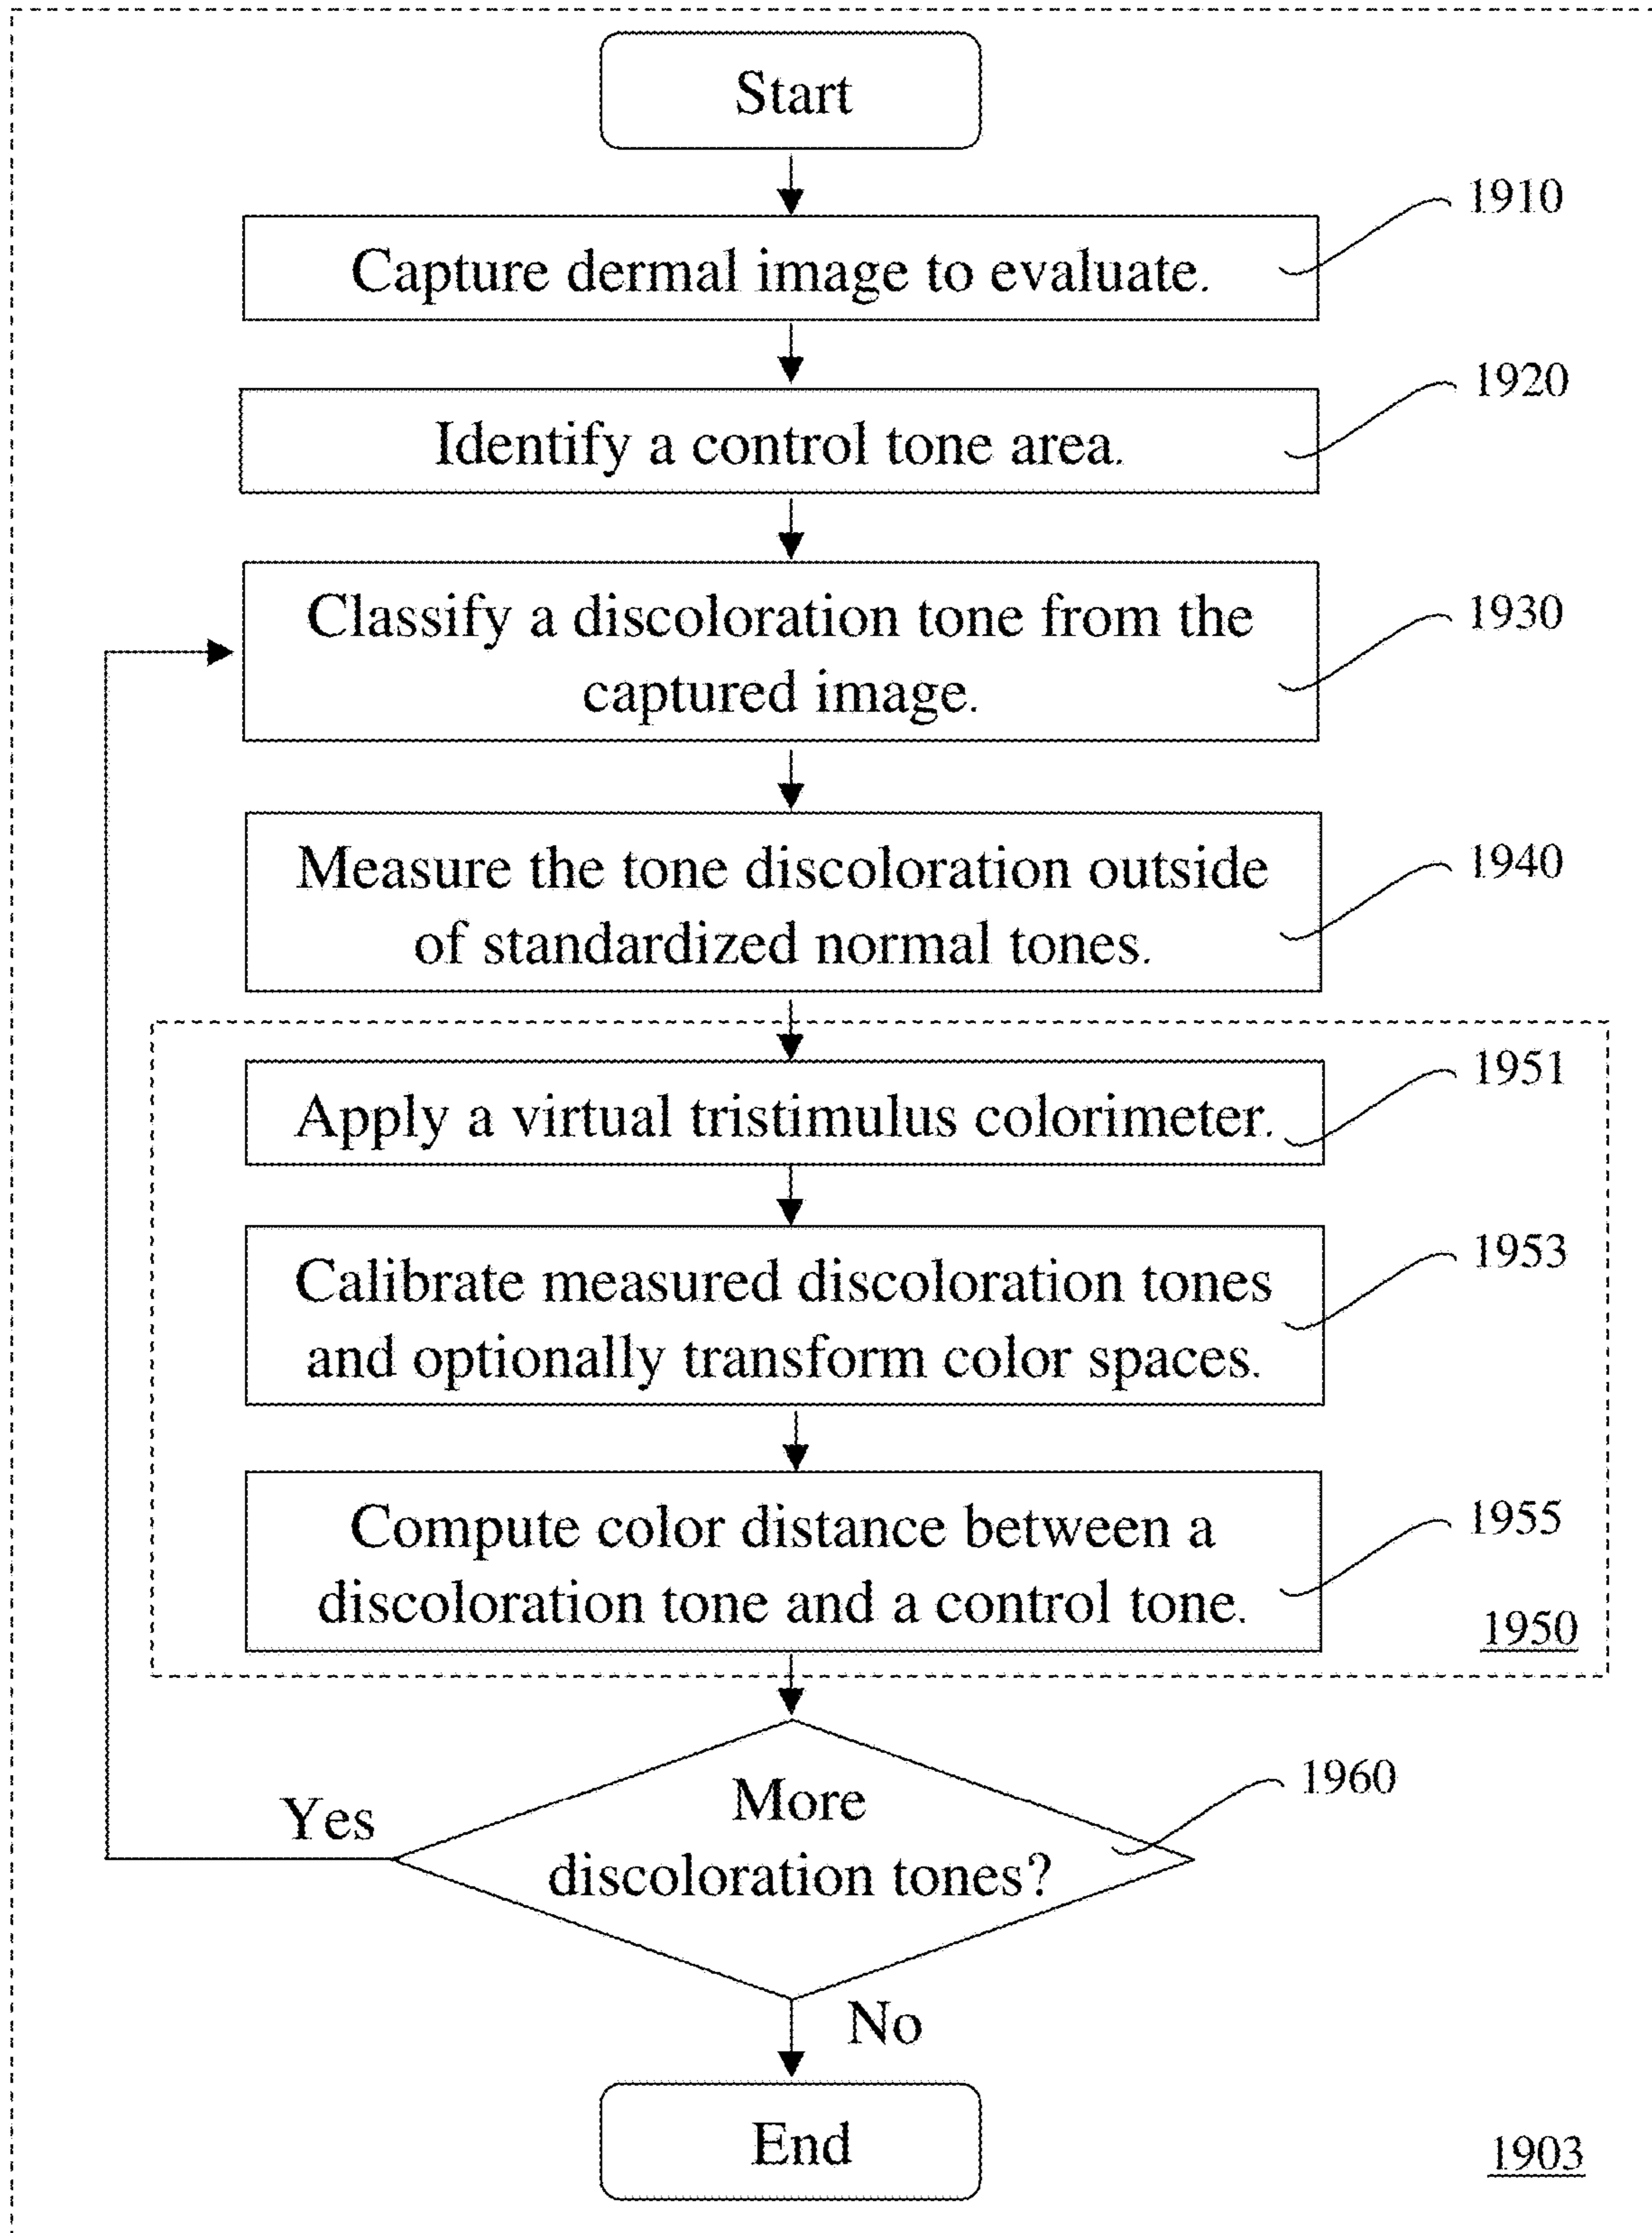 Start
1910
Capture dermal image to evaluate.
1920
Identify a control tone area.
Classify a discoloration tone from the
1930
captured image.
Measure the tone discoloration outside
1940
of standardized normal tones.
1951
Apply a virtual tristimulus colorimeter.
1953
Calibrate measured discoloration tones
and optionally transform color spaces.
Compute color distance between a
1955
discoloration tone and a control tone.
1950
More
1960
Yes
discoloration tones?
No
End
1903